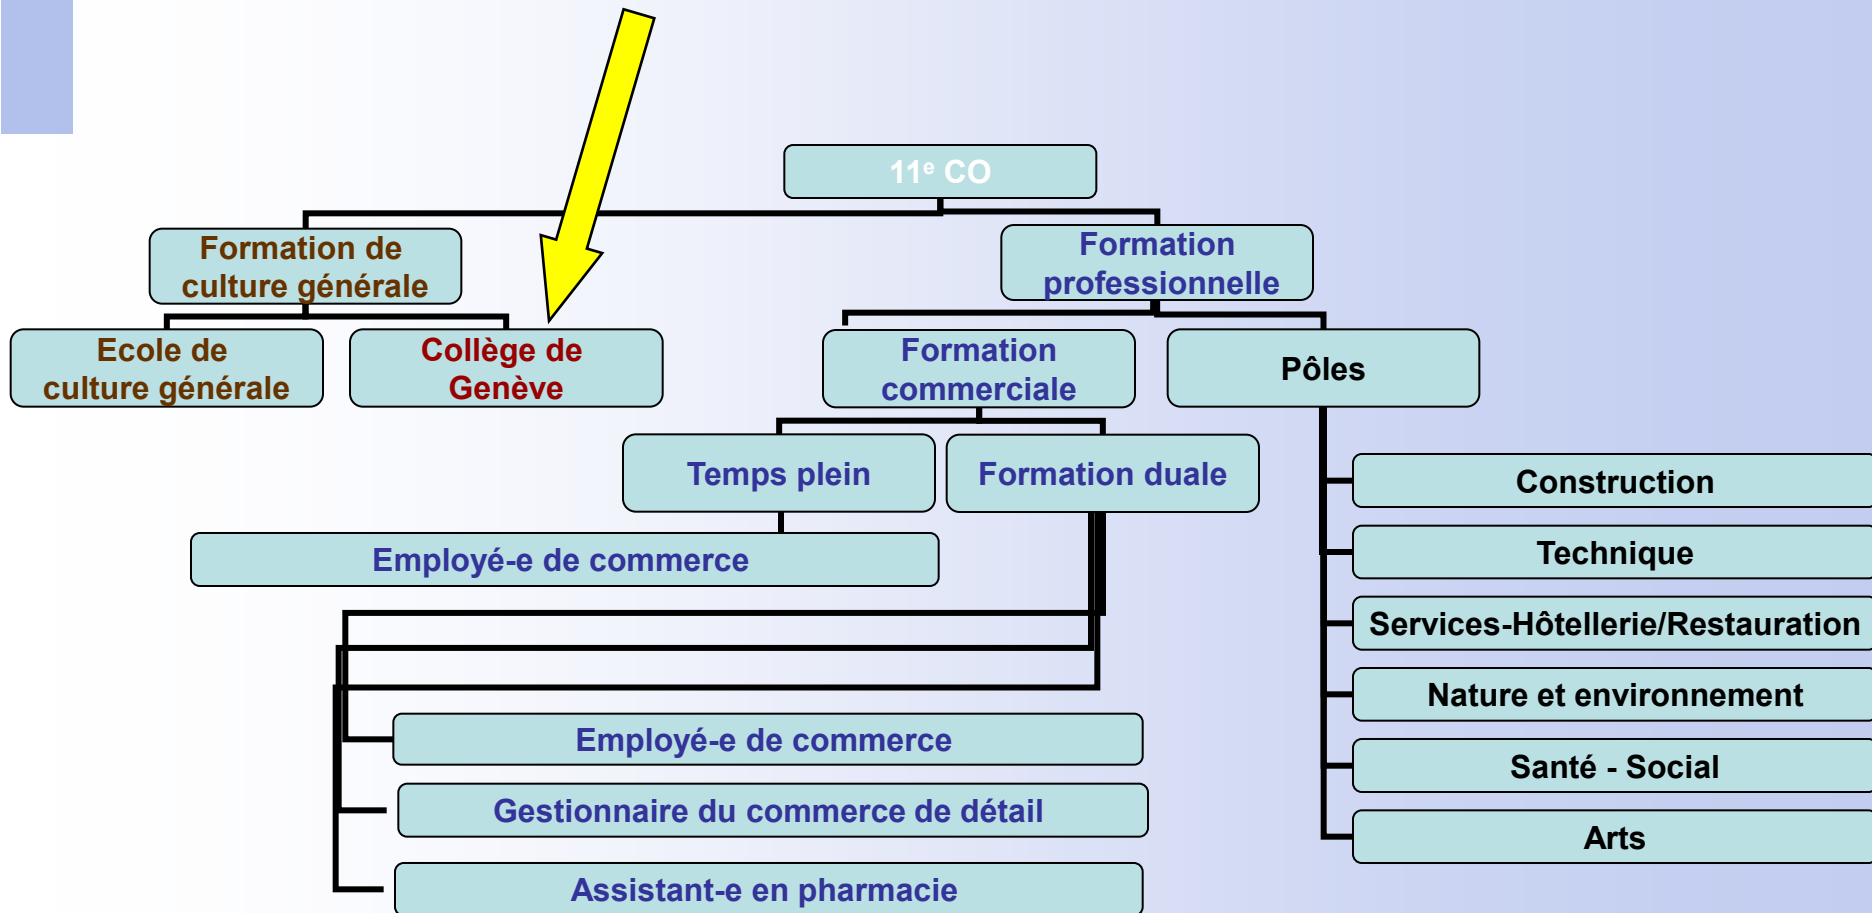 11e CO
Formation de
culture générale
Formation
professionnelle
Ecole de
culture générale
Collège de
Genève
Formation
commerciale
Pôles
Temps plein
Formation duale
Employé-e de commerce
Employé-e de commerce
Gestionnaire du commerce de détail
Assistant-e en pharmacie
Construction
Technique
Services-Hôtellerie/Restauration
Nature et environnement
Santé - Social
Arts